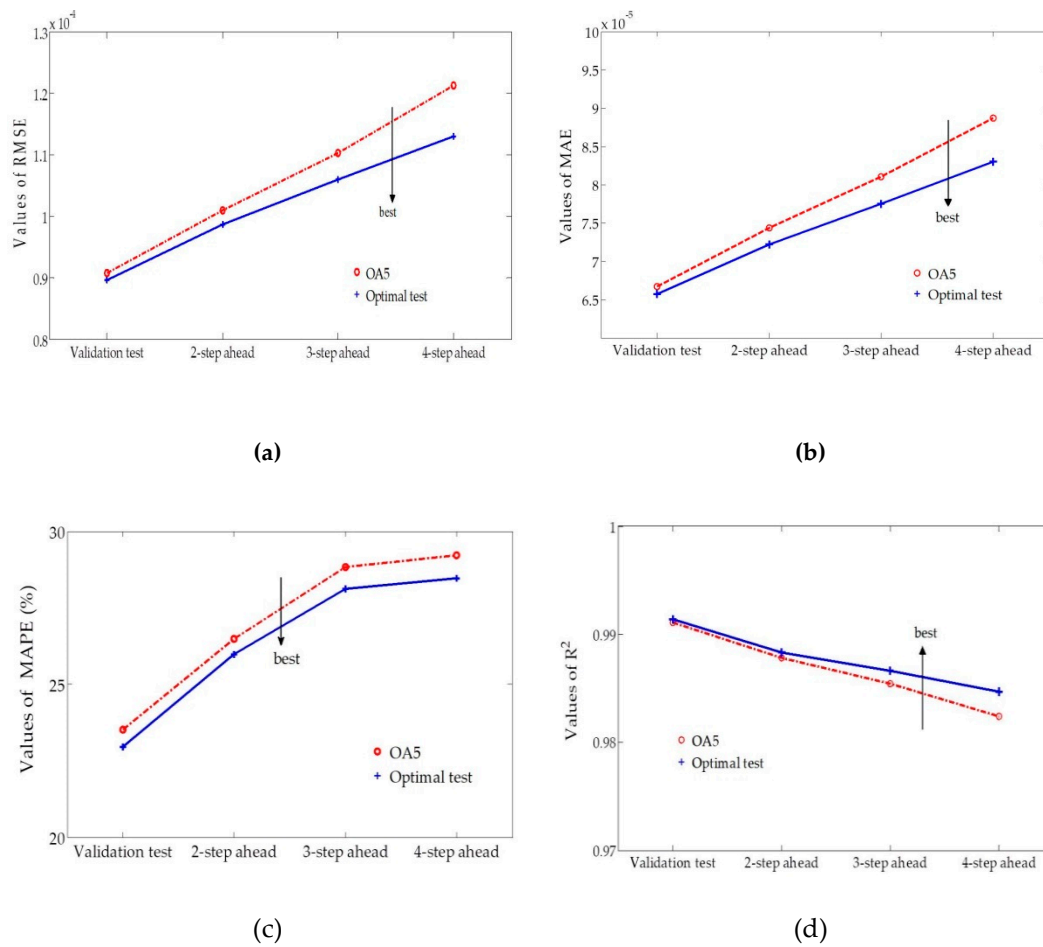 x10^-4
1.3
1.2
1.1
1
0.9
0.8
Values of RMSE
best
OA5
Optimal test
Validation test 2-step ahead 3-step ahead 4-step ahead
(a)
10 x 10^-5
9.5
9
8.5
8
7.5
7
6.5
Values of MAE
best
OA5
Optimal test
Validation test 2-step ahead 3-step ahead 4-step ahead
(b)
30
25
20
Values of MAPE (%)
best
OA5
Optimal test
Validation test 2-step ahead 3-step ahead 4-step ahead
(c)
1
0.99
0.98
0.97
Values of R²
best
OA5
Optimal test
Validation test 2-step ahead 3-step ahead 4-step ahead
(d)